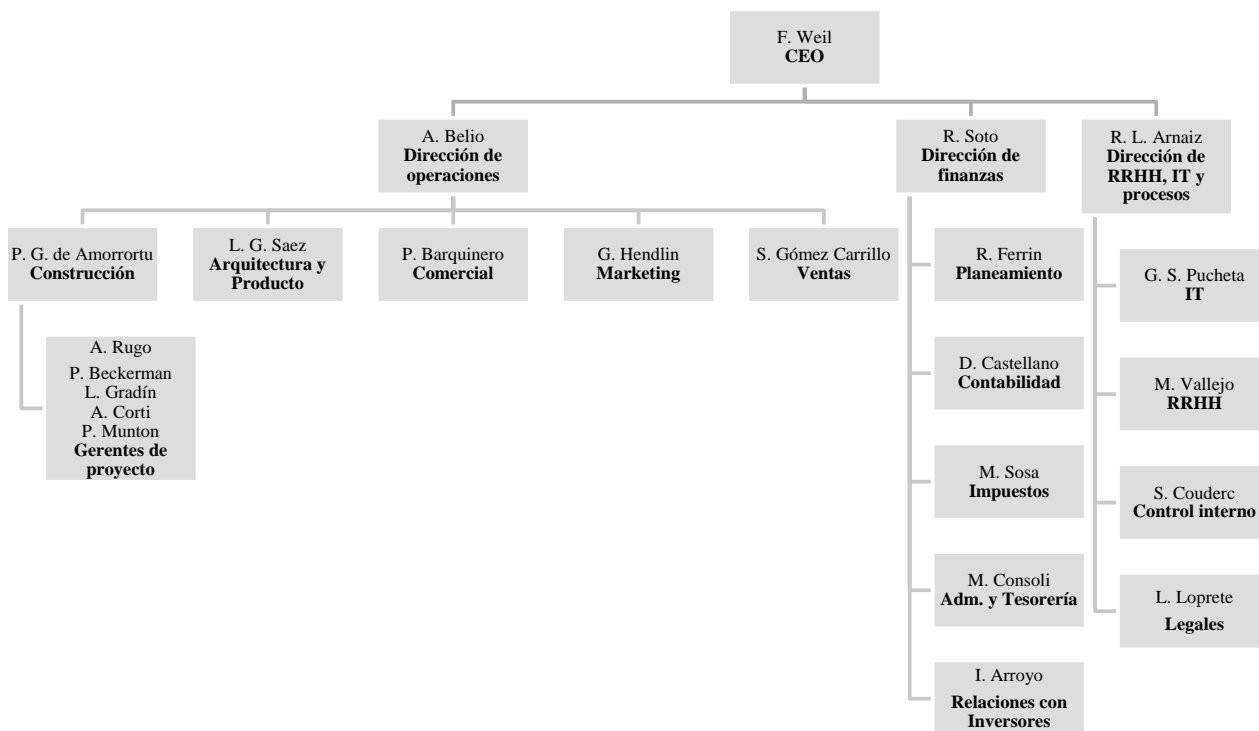 F. Weil
CEO
A. Belio
Dirección de
operaciones
R. Soto
Dirección de
finanzas
R. L. Arnaiz
Dirección de
RRHH, IT y
procesos
P. G. de Amorrortu
Construcción
L. G. Saez
Arquitectura y
Producto
P. Barquinero
Comercial
G. Hendlin
Marketing
S. Gómez Carrillo
Ventas
A. Rugo
P. Beckerman
L. Gradín
A. Corti
P. Munton
Gerentes de
proyecto
R. Ferrin
Planeamiento
D. Castellano
Contabilidad
M. Sosa
Impuestos
M. Consoli
Adm. y Tesorería
I. Arroyo
Relaciones con
Inversores
G. S. Pucheta
IT
M. Vallejo
RRHH
S. Couderc
Control interno
L. Loprete
Legales